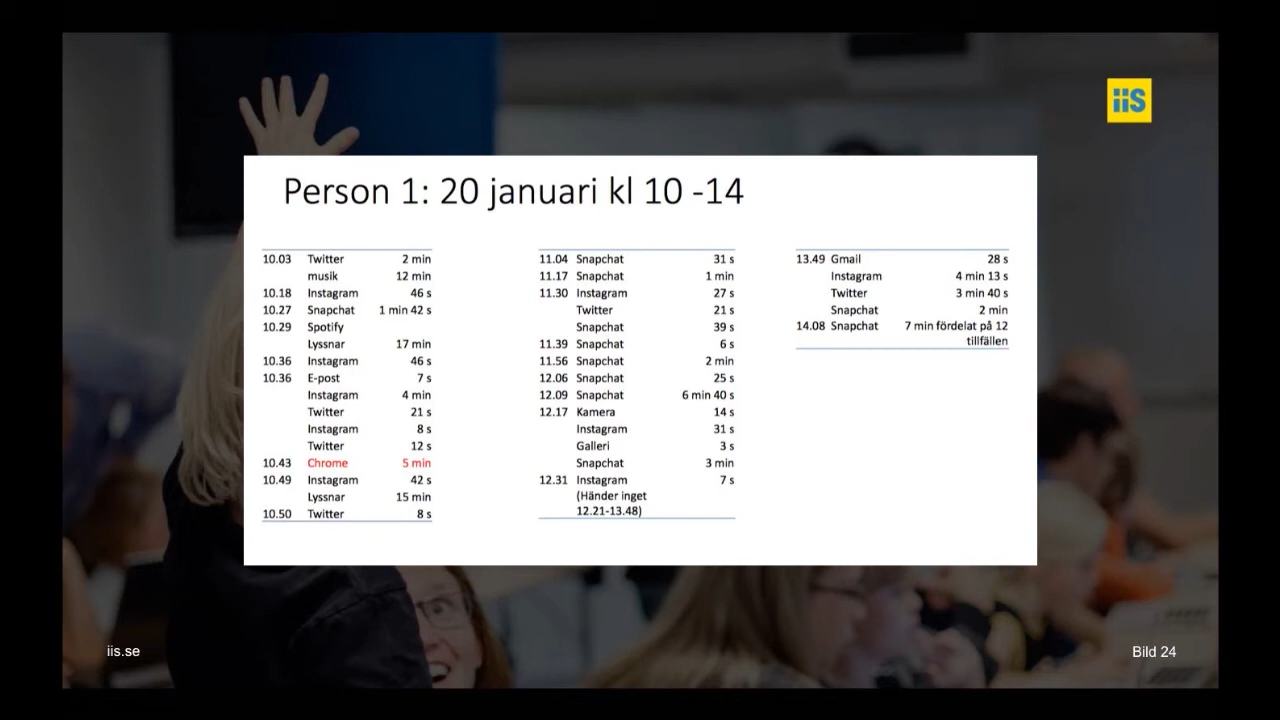 iis
Person 1: 20 januari kl 10 -14
10.03 Twitter 2 min
musik 12 min
10.18 Instagram 46 s
10.27 Snapchat 1 min 42 s
10.29 Spotify
Lyssnar 17 min
10.36 Instagram 46 s
10.36 E-post 7 s
Instagram 4 min
Twitter 21 s
Instagram 8 s
Twitter 12 s
10.43 Chrome 5 min
10.49 Instagram 42 s
Lyssnar 15 min
10.50 Twitter 8 s
11.04 Snapchat 31 s
11.17 Snapchat 1 min
11.30 Instagram 27 s
Twitter 21 s
Snapchat 39 s
11.39 Snapchat 6 s
11.56 Snapchat 2 min
12.06 Snapchat 25 s
12.09 Snapchat 6 min 40 s
12.17 Kamera 14 s
Instagram 31 s
Galleri 3 s
Snapchat 3 min
12.31 Instagram 7 s
(Händer inget
12.21-13.48)
13.49 Gmail 28 s
Instagram 4 min 13 s
Twitter 3 min 40 s
Snapchat 2 min
14.08 Snapchat 7 min fördelat på 12
tillfällen
iis.se
Bild 24